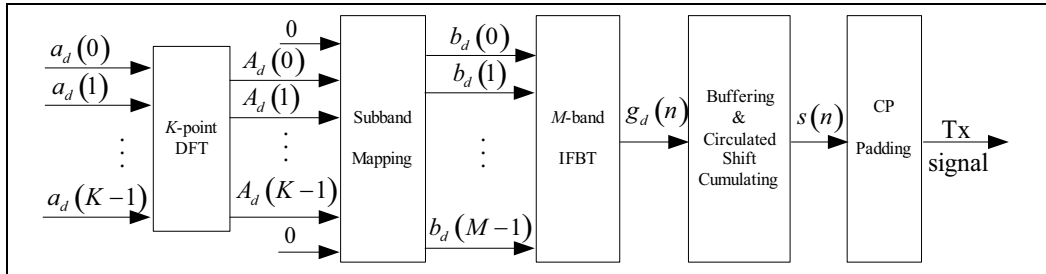 a_d(0)
a_d(1)
⋮
a_d(K−1)
K-point
DFT
0
A_d(0)
A_d(1)
⋮
A_d(K−1)
0
Subband
Mapping
b_d(0)
b_d(1)
⋮
b_d(M−1)
M-band
IFBT
g_d(n)
Buffering
&
Circulated
Shift
Cumulating
s(n)
CP
Padding
Tx
signal